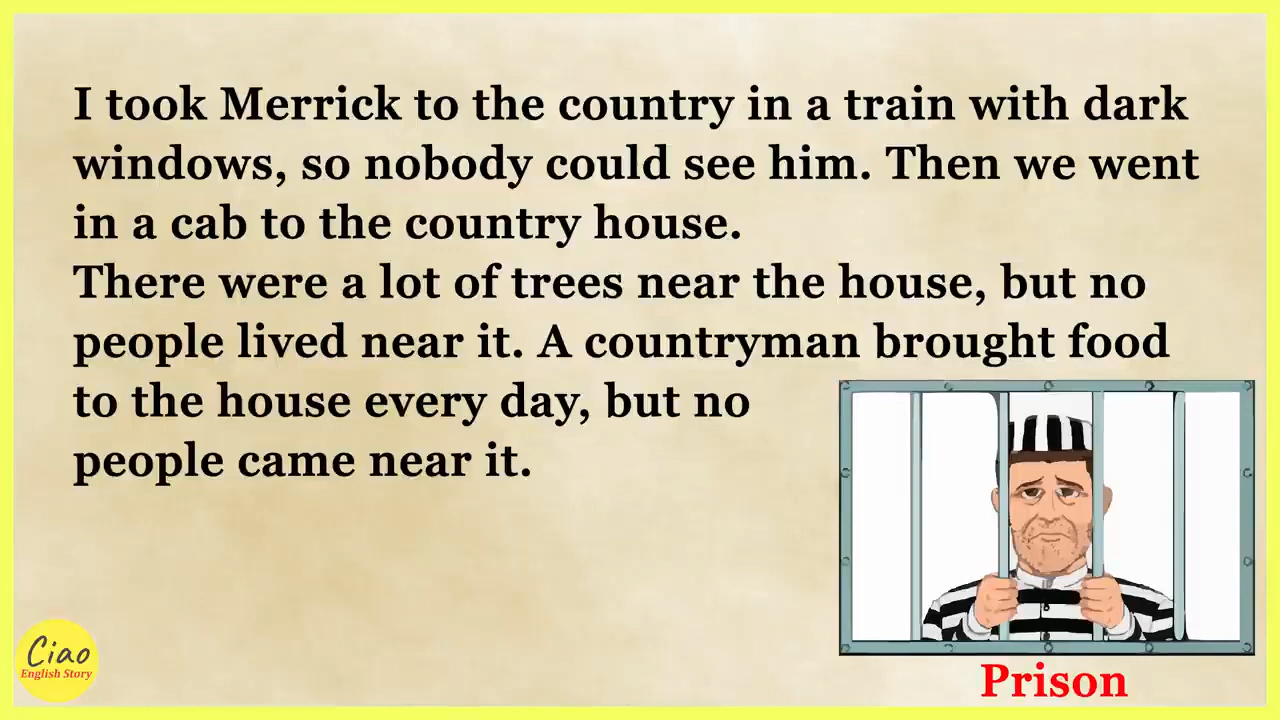 I took Merrick to the country in a train with dark
windows, so nobody could see him. Then we went
in a cab to the country house.
There were a lot of trees near the house, but no
people lived near it. A countryman brought food
to the house every day, but no
people came near it.
Prison
Ciao
English Story